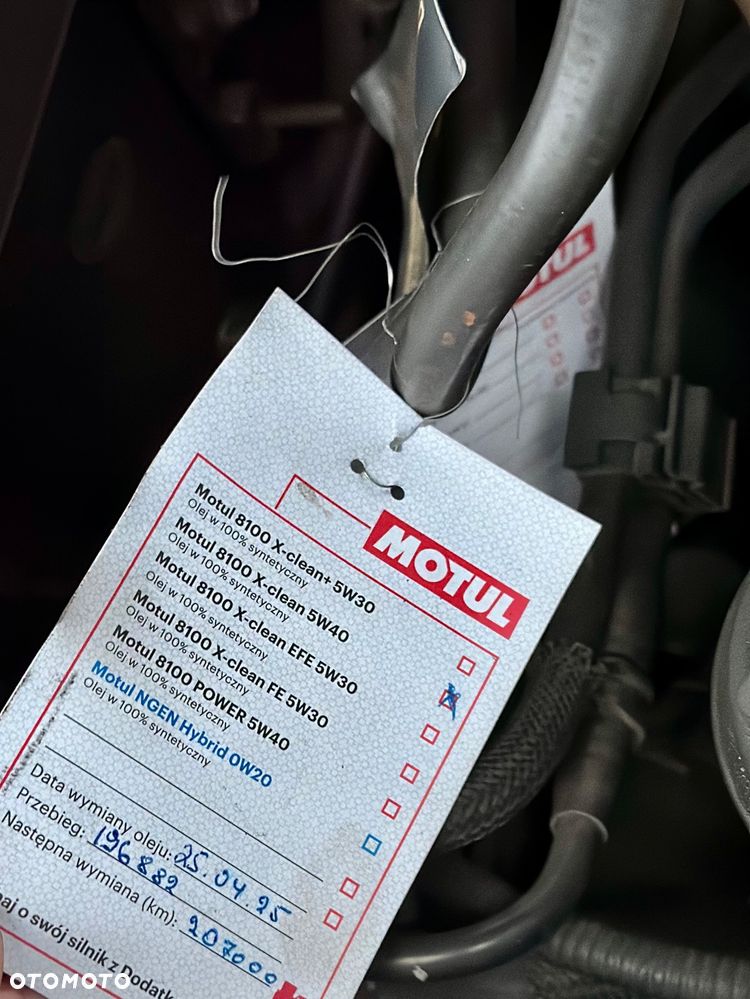 MOTUL
MOTUL
Motul 8100 X-clean+ 5W30
Olej w 100% syntetyczny
Motul 8100 X-clean 5W40
Olej w 100% syntetyczny
Motul 8100 X-clean EFE 5W30
Olej w 100% syntetyczny
Motul 8100 X-clean FE 5W30
Olej w 100% syntetyczny
Motul 8100 POWER 5W40
Olej w 100% syntetyczny
Motul NGEN Hybrid 0W20
Olej w 100% syntetyczny
Data wymiany oleju: 25.04.25
Przebieg: 196882
Następna wymiana (km): 207000
o swój silnik z
OTOMOTO